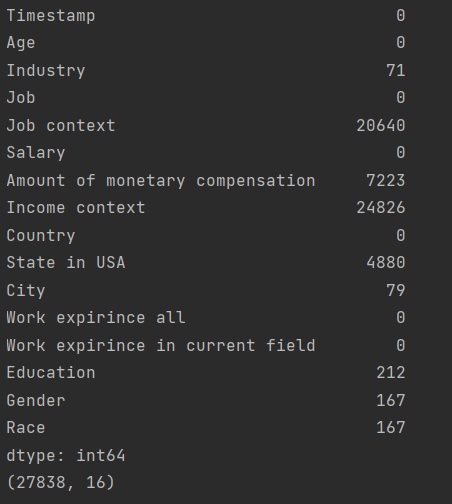 Timestamp 0
Age 0
Industry 71
Job 0
Job context 20640
Salary 0
Amount of monetary compensation 7223
Income context 24826
Country 0
State in USA 4880
City 79
Work expirince all 0
Work expirince in current field 0
Education 212
Gender 167
Race 167
dtype: int64
(27838, 16)